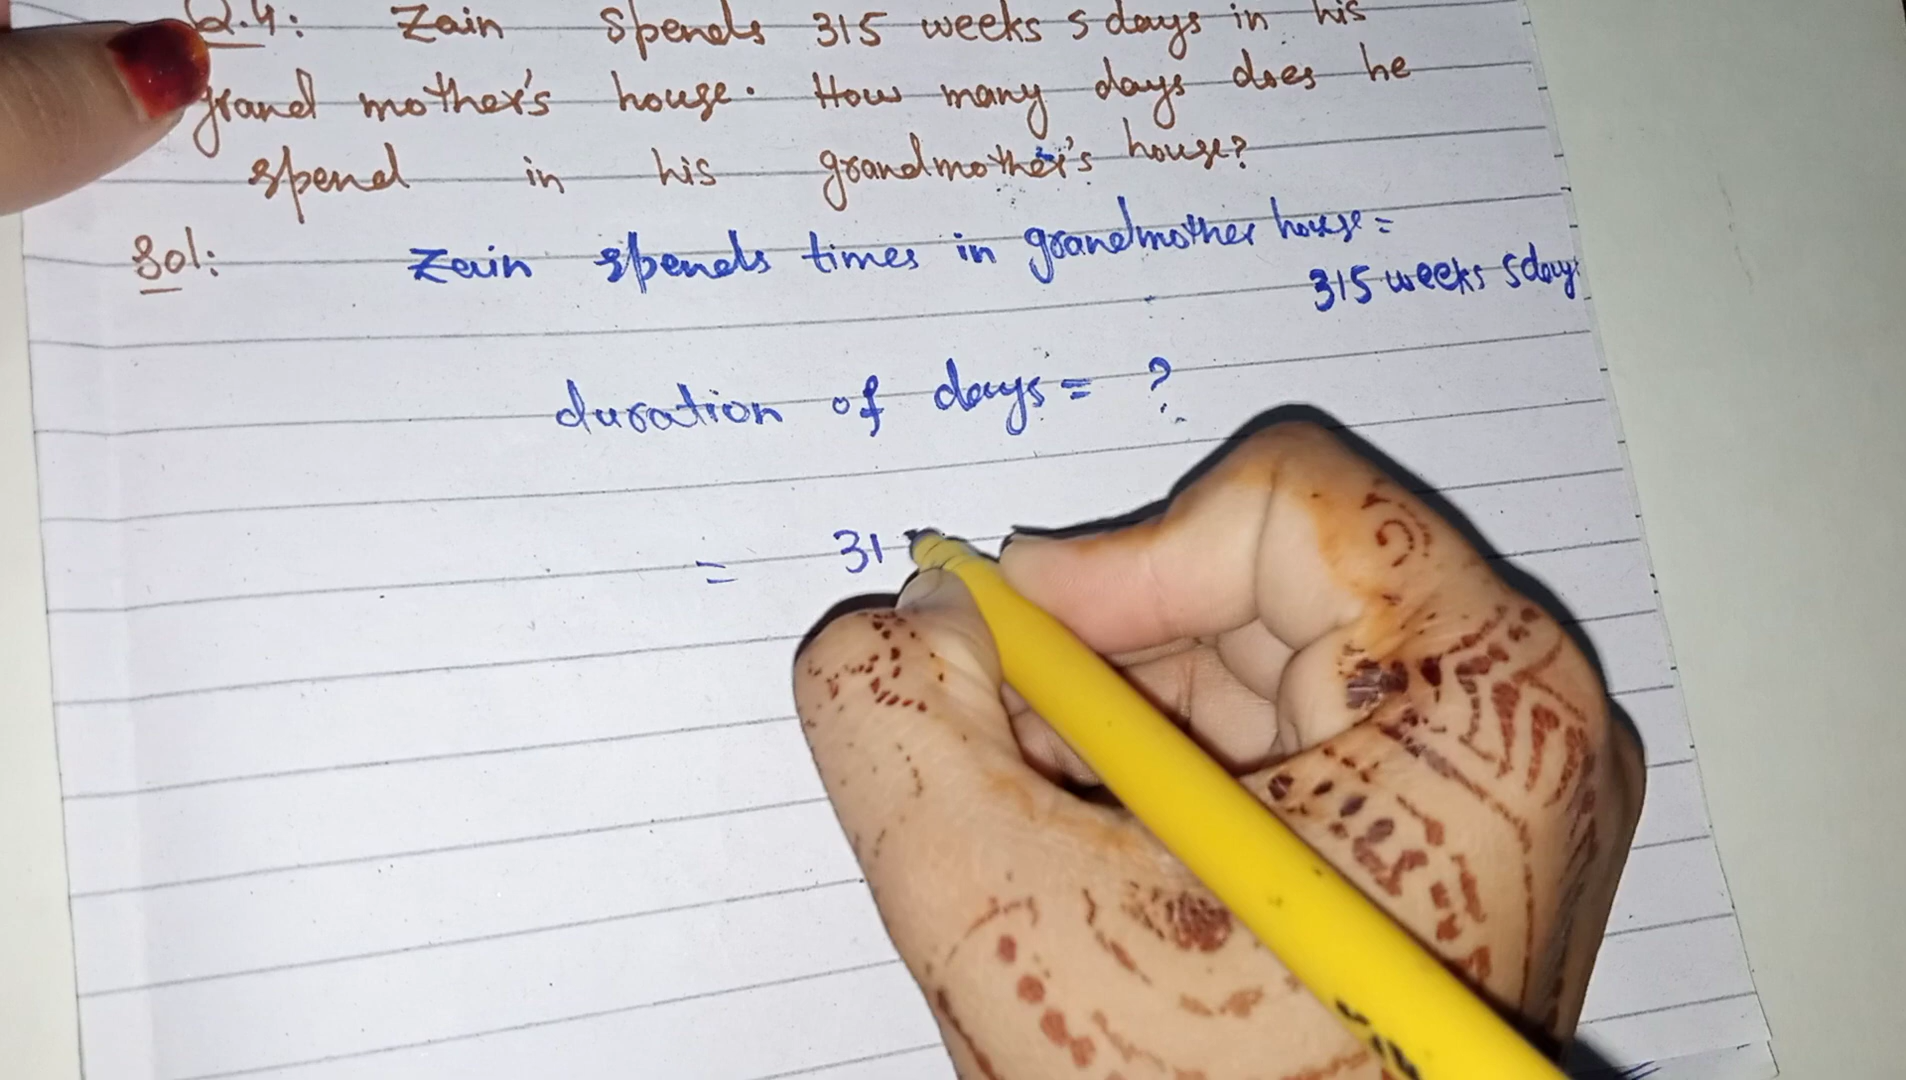 Q.4: Zain spends 315 weeks 5 days in his
grand mother's house. How many days does he
spend in his grandmother's house?
Sol: Zain spends times in grandmother house =
315 weeks 5 days
duration of days = ?
= 31